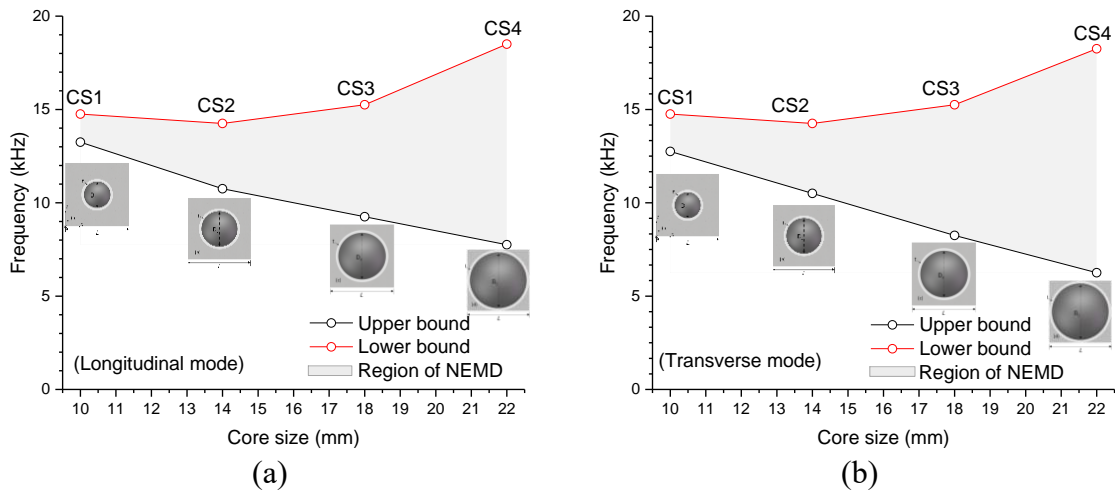 20
15
10
5
0
Frequency (kHz)
CS1
CS2
CS3
CS4
Upper bound
Lower bound
Region of NEMD
(Longitudinal mode)
10 11 12 13 14 15 16 17 18 19 20 21 22
Core size (mm)
(a)
20
15
10
5
0
Frequency (kHz)
CS1
CS2
CS3
CS4
Upper bound
Lower bound
Region of NEMD
(Transverse mode)
10 11 12 13 14 15 16 17 18 19 20 21 22
Core size (mm)
(b)